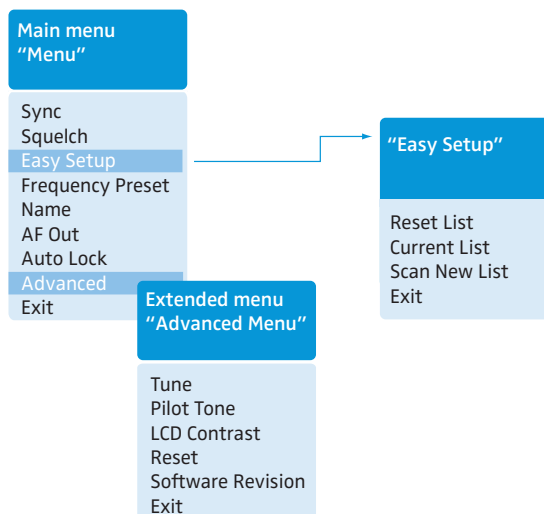 Main menu
“Menu”
Sync
Squelch
Easy Setup
Frequency Preset
Name
AF Out
Auto Lock
Advanced
Exit
“Easy Setup”
Reset List
Current List
Scan New List
Exit
Extended menu
“Advanced Menu”
Tune
Pilot Tone
LCD Contrast
Reset
Software Revision
Exit